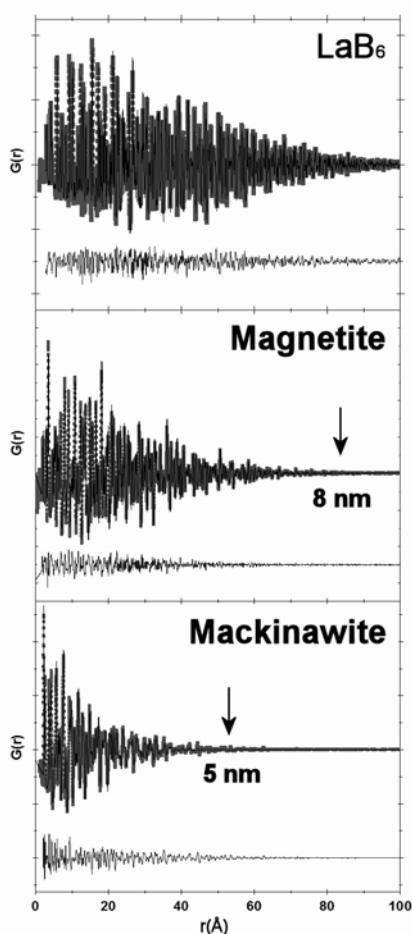 LaB₆
G(r)
Magnetite
8 nm
G(r)
Mackinawite
5 nm
G(r)
0 20 40 60 80 100
r(Å)